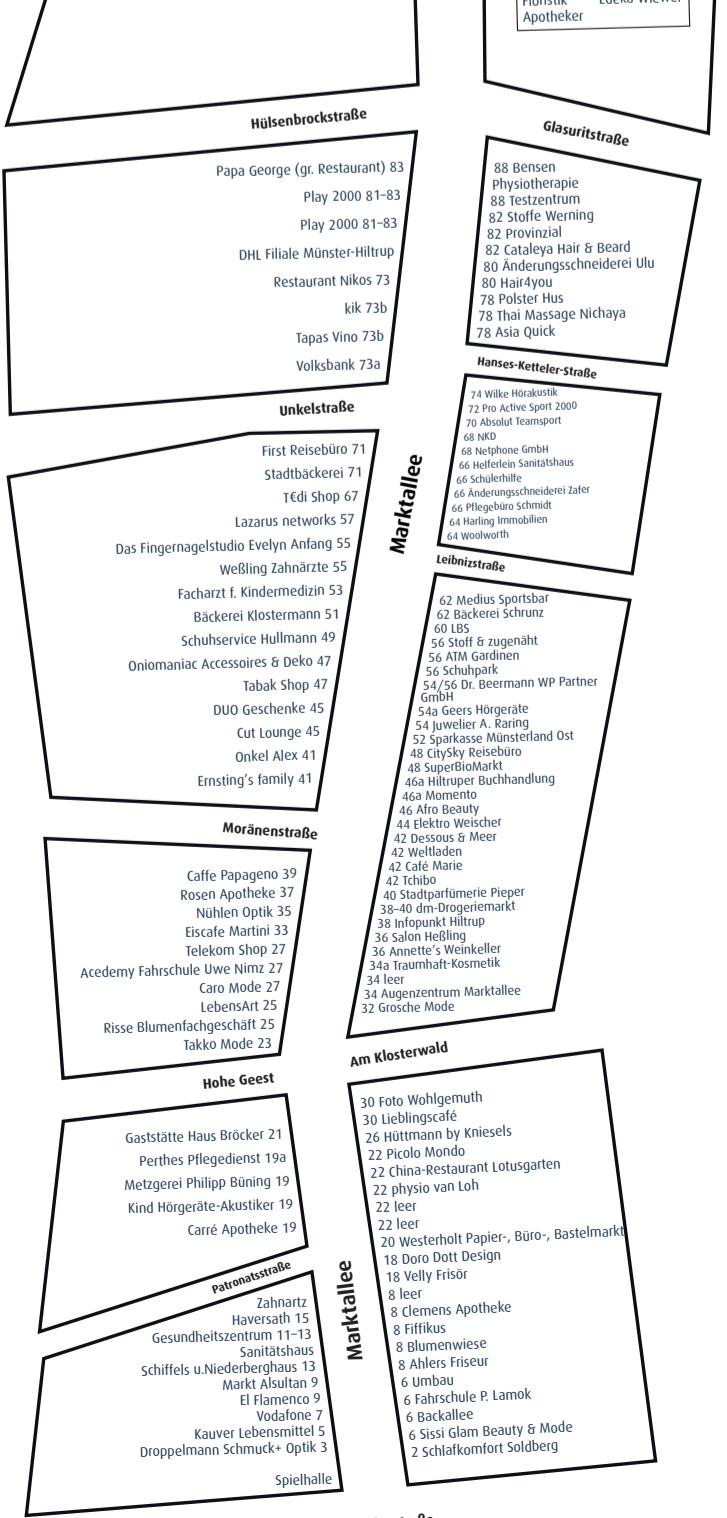 Apotheker
Hülsenbrockstraße
Glasuritstraße
Papa George (gr. Restaurant) 83
Play 2000 81–83
Play 2000 81–83
DHL Filiale Münster-Hiltrup
Restaurant Nikos 73
kik 73b
Tapas Vino 73b
Volksbank 73a
88 Bensen
Physiotherapie
88 Testzentrum
82 Stoffe Werning
82 Provinzial
82 Cataleya Hair & Beard
80 Änderungsschneiderei Ulu
80 Hair4you
78 Polster Hus
78 Thai Massage Nichaya
78 Asia Quick
Hanses-Ketteler-Straße
Unkelstraße
First Reisebüro 71
Stadtbäckerei 71
T€di Shop 67
Lazarus networks 57
Das Fingernagelstudio Evelyn Anfang 55
Weßling Zahnärzte 55
Facharzt f. Kindermedizin 53
Bäckerei Klostermann 51
Schuhservice Hullmann 49
Oniomaniac Accessoires & Deko 47
Tabak Shop 47
DUO Geschenke 45
Cut Lounge 45
Onkel Alex 41
Ernsting's family 41
Marktallee
74 Wilke Hörakustik
72 Pro Active Sport 2000
70 Absolut Teamsport
68 NKD
68 Netphone GmbH
66 Helferlein Sanitätshaus
66 Schülerhilfe
66 Änderungsschneiderei Zafer
66 Pflegebüro Schmidt
64 Harling Immobilien
64 Woolworth
Leibnizstraße
62 Medius Sportsbar
62 Bäckerei Schrunz
60 LBS
56 Stoff & zugenäht
56 ATM Gardinen
56 Schuhpark
54/56 Dr. Beermann WP Partner
GmbH
54a Geers Hörgeräte
54 Juwelier A. Raring
52 Sparkasse Münsterland Ost
48 CitySky Reisebüro
48 SuperBioMarkt
46a Hiltruper Buchhandlung
46a Momento
46 Afro Beauty
44 Elektro Weischer
42 Dessous & Meer
42 Weltladen
42 Café Marie
42 Tchibo
40 Stadtparfümerie Pieper
38–40 dm-Drogeriemarkt
38 Infopunkt Hiltrup
36 Salon Heßling
36 Annette's Weinkeller
34a Traumhaft-Kosmetik
34 leer
34 Augenzentrum Marktallee
32 Grosche Mode
Moränenstraße
Caffe Papageno 39
Rosen Apotheke 37
Nühlen Optik 35
Eiscafe Martini 33
Telekom Shop 27
Acedemy Fahrschule Uwe Nimz 27
Caro Mode 27
LebensArt 25
Risse Blumenfachgeschäft 25
Takko Mode 23
Am Klosterwald
Hohe Geest
Gaststätte Haus Bröcker 21
Perthes Pflegedienst 19a
Metzgerei Philipp Büning 19
Kind Hörgeräte-Akustiker 19
Carré Apotheke 19
Patronatsstraße
Zahnartz
Haversath 15
Gesundheitszentrum 11–13
Sanitätshaus
Schiffels u.Niederberghaus 13
Markt Alsultan 9
El Flamenco 9
Vodafone 7
Kauver Lebensmittel 5
Droppelmann Schmuck+ Optik 3
Spielhalle
Marktallee
30 Foto Wohlgemuth
30 Lieblingscafé
26 Hüttmann by Kniesels
22 Picolo Mondo
22 China-Restaurant Lotusgarten
22 physio van Loh
22 leer
22 leer
20 Westerholt Papier-, Büro-, Bastelmarkt
18 Doro Dott Design
18 Velly Frisör
8 leer
8 Clemens Apotheke
8 Fiffikus
8 Blumenwiese
8 Ahlers Friseur
6 Umbau
6 Fahrschule P. Lamok
6 Backallee
6 Sissi Glam Beauty & Mode
2 Schlafkomfort Soldberg